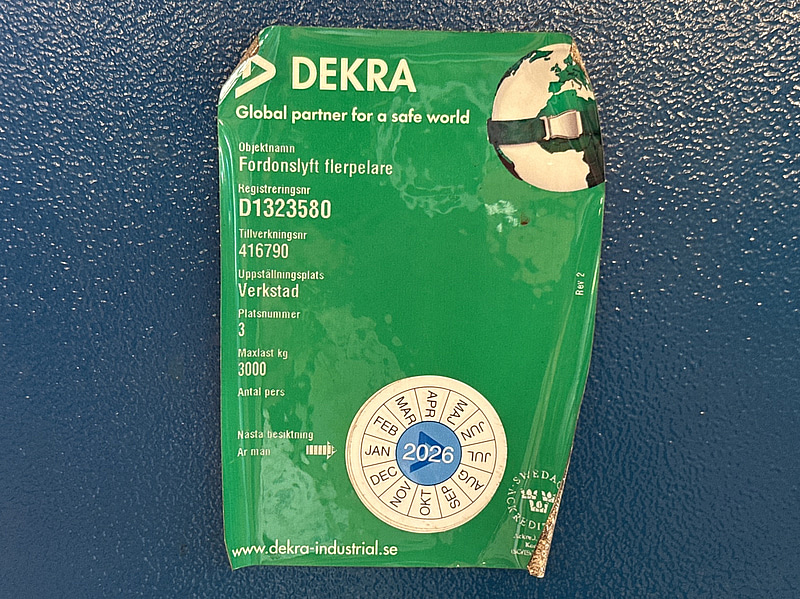 DEKRA
Global partner for a safe world
Objektnamn
Fordonslyft flerpelare
Registreringsnr
D1323580
Tillverkningsnr
416790
Uppställningsplats
Verkstad
Platsnummer
3
Maxlast kg
3000
Antal pers
Rev 2
Nästa besiktning
År mån
JAN
FEB
MAR
APR
MAJ
JUN
JUL
AUG
SEP
OKT
NOV
DEC
2026
SWEDAC
ACKREDIT
www.dekra-industrial.se